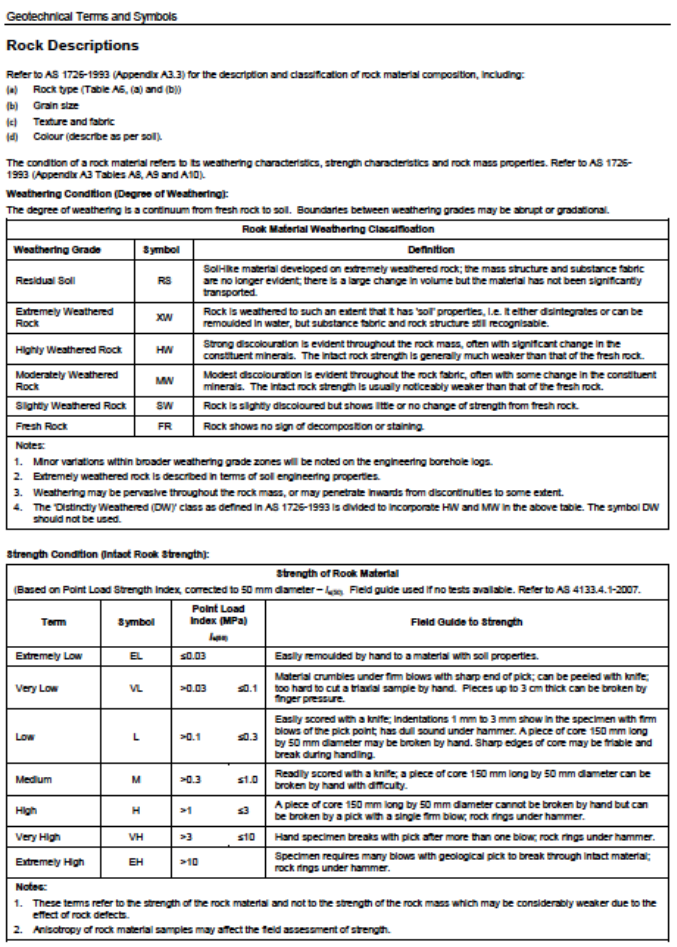 Geotechnical Terms and Symbols
Rock Descriptions
Refer to AS 1726-1993 (Appendix A3.3) for the description and classification of rock material composition, including:
(a) Rock type (Table A6, (a) and (b))
(b) Grain size
(c) Texture and fabric
(d) Colour (describe as per soil).
The condition of a rock material refers to its weathering characteristics, strength characteristics and rock mass properties. Refer to AS 1726-
1993 (Appendix A3 Tables A8, A9 and A10).
Weathering Condition (Degree of Weathering):
The degree of weathering is a continuum from fresh rock to soil. Boundaries between weathering grades may be abrupt or gradational.
Rock Material Weathering Classification
Weathering Grade Symbol Definition
Residual Soil RS Soil-like material developed on extremely weathered rock; the mass structure and substance fabric
are no longer evident; there is a large change in volume but the material has not been significantly
transported.
Extremely Weathered
Rock XW Rock is weathered to such an extent that it has 'soil' properties, i.e. it either disintegrates or can be
remoulded in water, but substance fabric and rock structure still recognisable.
Highly Weathered Rock HW Strong discolouration is evident throughout the rock mass, often with significant change in the
constituent minerals. The intact rock strength is generally much weaker than that of the fresh rock.
Moderately Weathered
Rock MW Modest discolouration is evident throughout the rock fabric, often with some change in the constituent
minerals. The intact rock strength is usually noticeably weaker than that of the fresh rock.
Slightly Weathered Rock SW Rock is slightly discoloured but shows little or no change of strength from fresh rock.
Fresh Rock FR Rock shows no sign of decomposition or staining.
Notes:
1. Minor variations within broader weathering grade zones will be noted on the engineering borehole logs.
2. Extremely weathered rock is described in terms of soil engineering properties.
3. Weathering may be pervasive throughout the rock mass, or may penetrate inwards from discontinuities to some extent.
4. The 'Distinctly Weathered (DW)' class as defined in AS 1726-1993 is divided to incorporate HW and MW in the above table. The symbol DW
should not be used.
Strength Condition (Intact Rock Strength):
Strength of Rock Material
(Based on Point Load Strength Index, corrected to 50 mm diameter – Is(50). Field guide used if no tests available. Refer to AS 4133.4.1-2007.
Term Symbol Point Load
Index (MPa)
Is(50) Field Guide to Strength
Extremely Low EL ≤0.03 Easily remoulded by hand to a material with soil properties.
Very Low VL >0.03 ≤0.1 Material crumbles under firm blows with sharp end of pick; can be peeled with knife;
too hard to cut a triaxial sample by hand. Pieces up to 3 cm thick can be broken by
finger pressure.
Low L >0.1 ≤0.3 Easily scored with a knife; indentations 1 mm to 3 mm show in the specimen with firm
blows of the pick point; has dull sound under hammer. A piece of core 150 mm long
by 50 mm diameter may be broken by hand. Sharp edges of core may be friable and
break during handling.
Medium M >0.3 ≤1.0 Readily scored with a knife; a piece of core 150 mm long by 50 mm diameter can be
broken by hand with difficulty.
High H >1 ≤3 A piece of core 150 mm long by 50 mm diameter cannot be broken by hand but can
be broken by a pick with a single firm blow; rock rings under hammer.
Very High VH >3 ≤10 Hand specimen breaks with pick after more than one blow; rock rings under hammer.
Extremely High EH >10 Specimen requires many blows with geological pick to break through intact material;
rock rings under hammer.
Notes:
1. These terms refer to the strength of the rock material and not to the strength of the rock mass which may be considerably weaker due to the
effect of rock defects.
2. Anisotropy of rock material samples may affect the field assessment of strength.